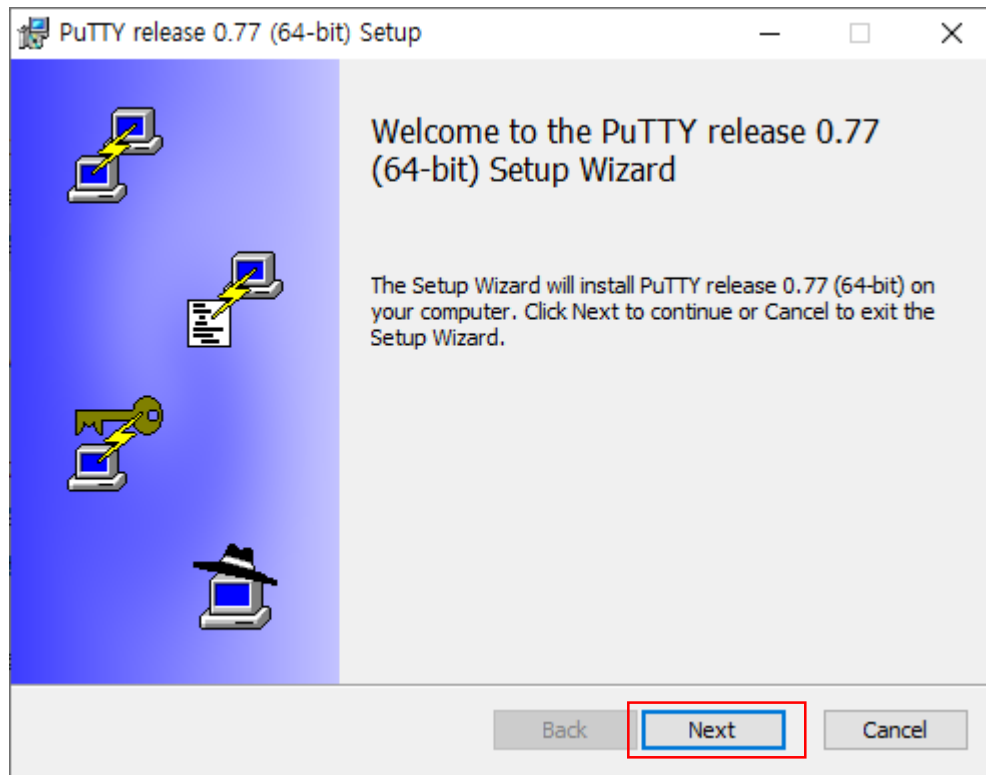 PuTTY release 0.77 (64-bit) Setup
Welcome to the PuTTY release 0.77
(64-bit) Setup Wizard
The Setup Wizard will install PuTTY release 0.77 (64-bit) on
your computer. Click Next to continue or Cancel to exit the
Setup Wizard.
Back
Next
Cancel